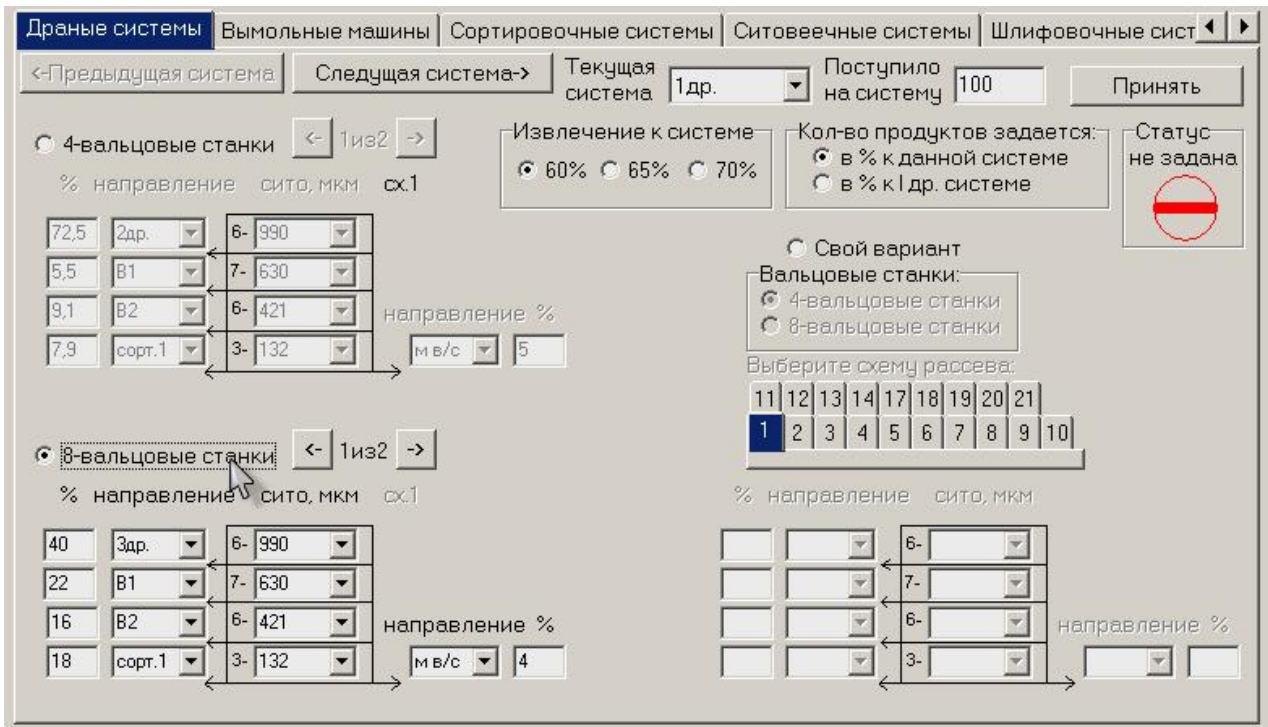 Драные системы Вымольные машины Сортировочные системы Ситовеечные системы Шлифовочные сист
<-Предыдущая система Следущая система-> Текущая система 1др. Поступило на систему 100 Принять
4-вальцовые станки <- 1из2 ->
% направление сито, мкм сх.1
72,5 2др. 6- 990
5,5 В1 7- 630
9,1 В2 6- 421
7,9 сорт.1 3- 132
направление %
м в/с 5
Извлечение к системе
60% 65% 70%
Кол-во продуктов задается:
в % к данной системе
в % к I др. системе
Статус
не задана
Свой вариант
Вальцовые станки:
4-вальцовые станки
8-вальцовые станки
Выберите схему рассева:
11 12 13 14 17 18 19 20 21
1 2 3 4 5 6 7 8 9 10
8-вальцовые станки <- 1из2 ->
% направление сито, мкм сх.1
40 3др. 6- 990
22 В1 7- 630
16 В2 6- 421
18 сорт.1 3- 132
направление %
м в/с 4
% направление сито, мкм
6-
7-
6-
3-
направление %